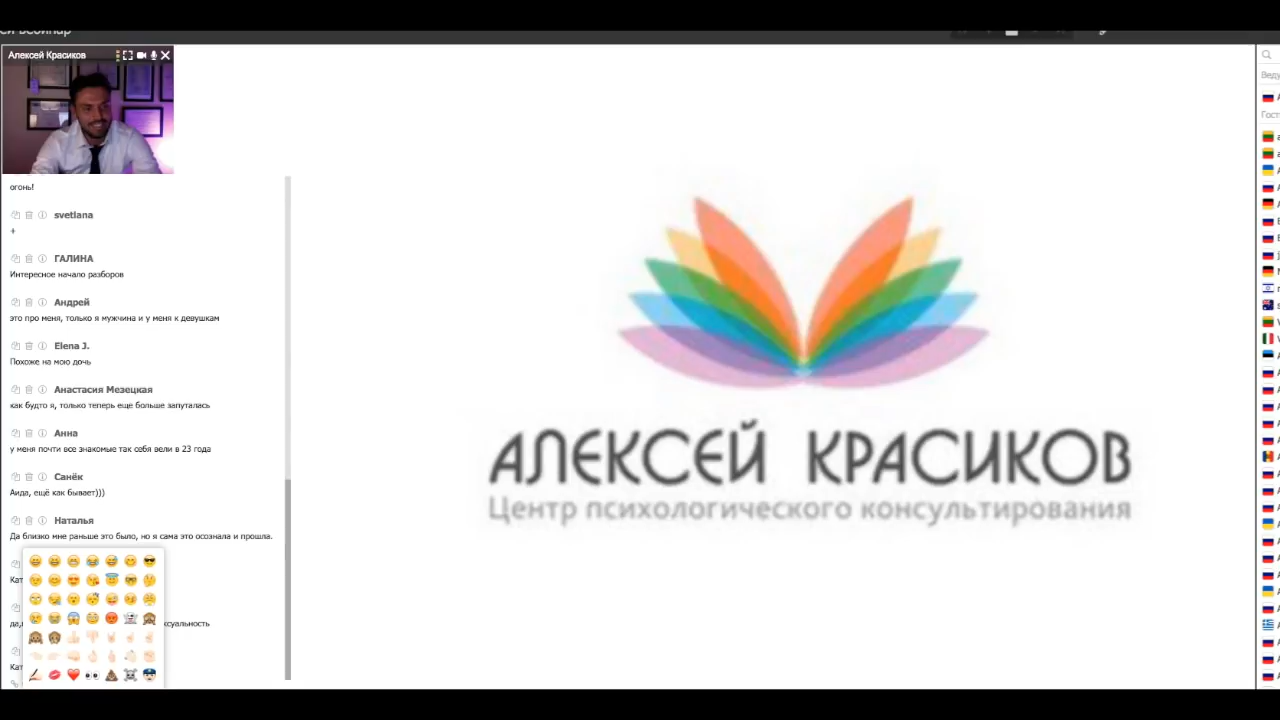 Алексей Красиков
огонь!
svetlana
+
ГАЛИНА
Интересное начало разборов
Андрей
это про меня, только я мужчина и у меня к девушкам
Elena J.
Похоже на мою дочь
Анастасия Мезецкая
как будто я, только теперь еще больше запуталась
Анна
у меня почти все знакомые так себя вели в 23 года
Санёк
Аида, ещё как бывает)))
Наталья
Да близко мне раньше это было, но я сама это осознала и прошла.
АЛЕКСЕЙ КРАСИКОВ
Центр психологического консультирования